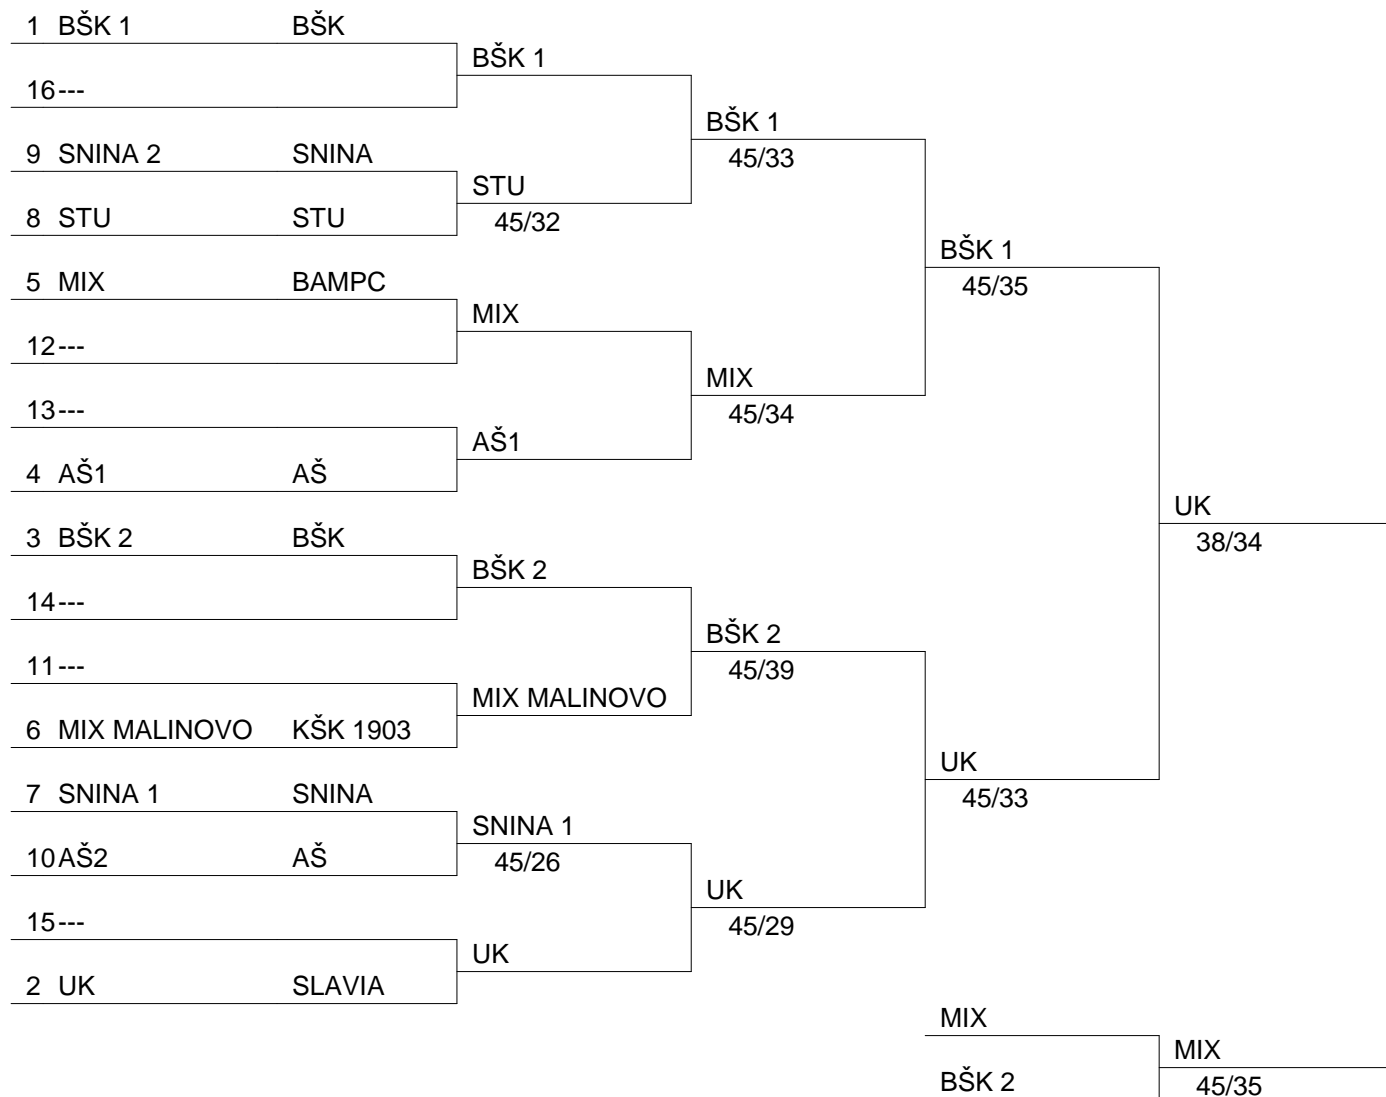 1 BŠK 1 BŠK
BŠK 1
16 ---
BŠK 1
45/33
9 SNINA 2 SNINA
STU
45/32
8 STU STU
BŠK 1
45/35
5 MIX BAMPC
MIX
12 ---
MIX
45/34
13 ---
AŠ1
4 AŠ1 AŠ
UK
38/34
3 BŠK 2 BŠK
BŠK 2
14 ---
BŠK 2
45/39
11 ---
MIX MALINOVO
6 MIX MALINOVO KŠK 1903
UK
45/33
7 SNINA 1 SNINA
SNINA 1
45/26
10 AŠ2 AŠ
UK
45/29
15 ---
UK
2 UK SLAVIA
MIX
MIX
45/35
BŠK 2